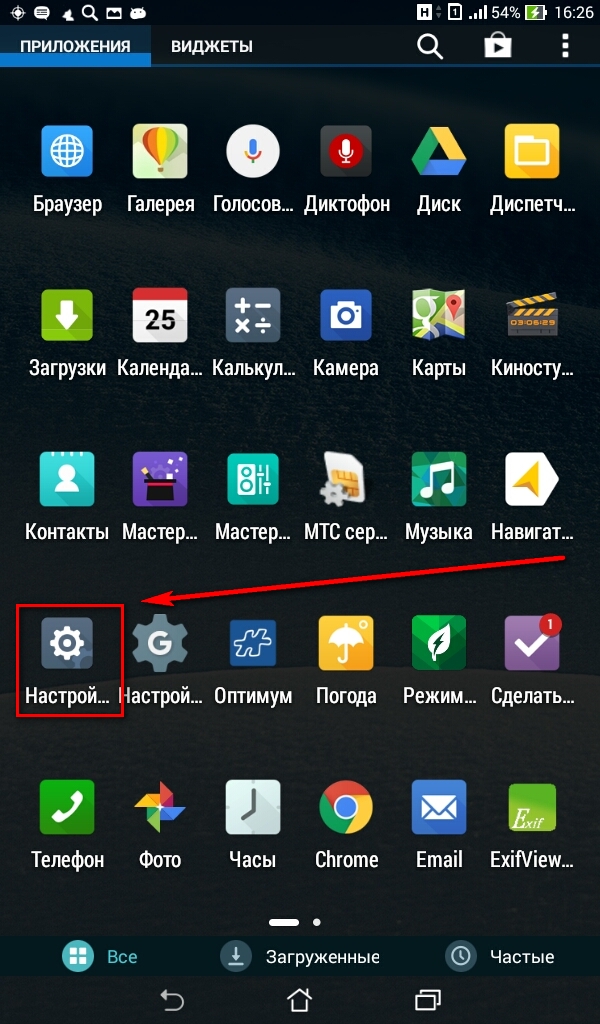 H 1 54% 16:26
ПРИЛОЖЕНИЯ ВИДЖЕТЫ
Браузер Галерея Голосов... Диктофон Диск Диспетч...
25 03:06:29
Загрузки Календа... Калькул... Камера Карты Киносту...
Контакты Мастер... Мастер... МТС сер... Музыка Навигат...
G 1
Настрой... Настрой... Оптимум Погода Режим... Сделать...
Exif
Телефон Фото Часы Chrome Email ExifView...
Все Загруженные Частые